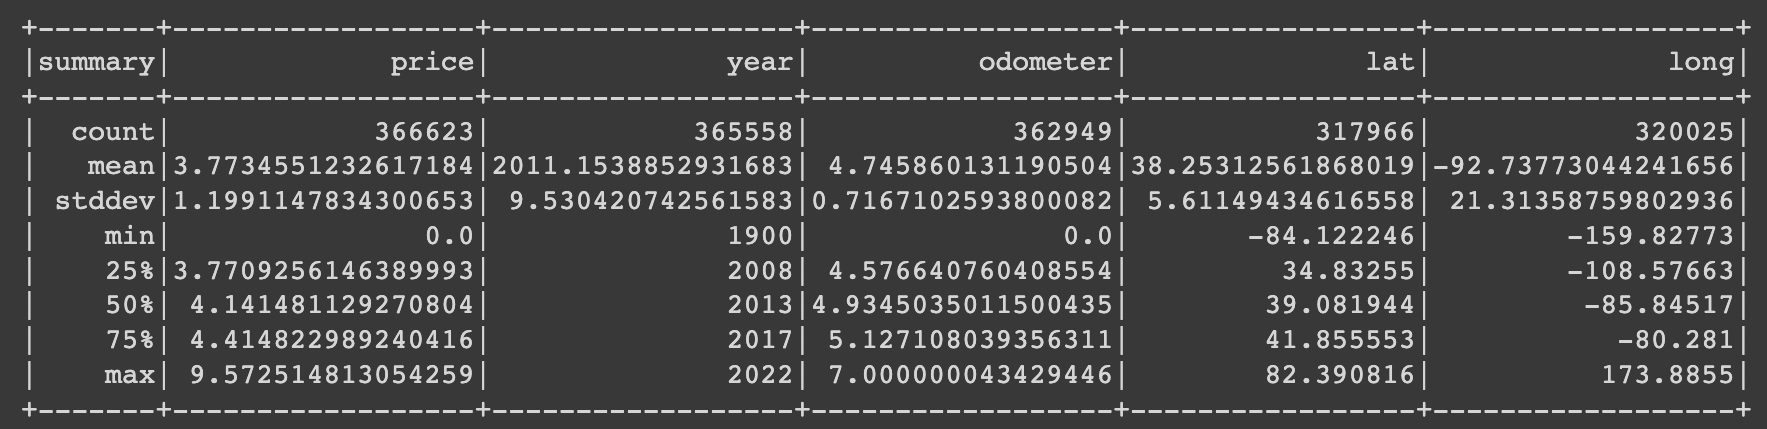 +-------+------------------+------------------+------------------+-----------------+------------------+
|summary|             price|              year|          odometer|              lat|              long|
+-------+------------------+------------------+------------------+-----------------+------------------+
|  count|            366623|            365558|            362949|           317966|            320025|
|   mean|3.7734551232617184|2011.1538852931683| 4.745860131190504|38.25312561868019|-92.73773044241656|
| stddev|1.1991147834300653| 9.530420742561583|0.7167102593800082| 5.61149434616558| 21.31358759802936|
|    min|               0.0|              1900|               0.0|       -84.122246|        -159.82773|
|    25%|3.7709256146389993|              2008| 4.576640760408554|         34.83255|        -108.57663|
|    50%| 4.141481129270804|              2013|4.9345035011500435|        39.081944|         -85.84517|
|    75%| 4.414822989240416|              2017| 5.127108039356311|        41.855553|           -80.281|
|    max| 9.572514813054259|              2022| 7.000000043429446|        82.390816|          173.8855|
+-------+------------------+------------------+------------------+-----------------+------------------+